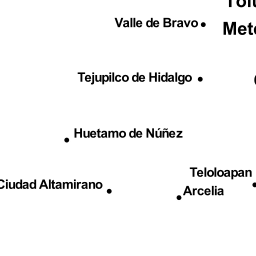 Valle de Bravo
Tejupilco de Hidalgo
Huetamo de Núñez
Teloloapan
Ciudad Altamirano
Arcelia